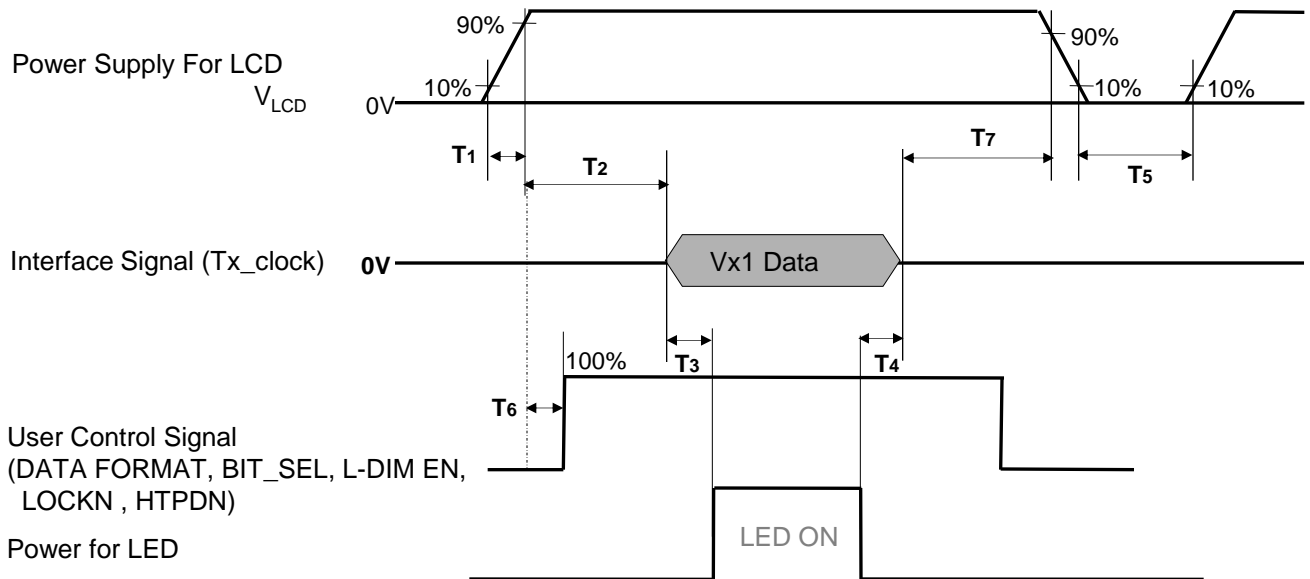 90%
90%
Power Supply For LCD
10%
10%
10%
VLCD
0V
T1
T2
T7
T5
Interface Signal (Tx_clock)
0V
Vx1 Data
100%
T3
T4
T6
User Control Signal
(DATA FORMAT, BIT_SEL, L-DIM EN,
LOCKN , HTPDN)
LED ON
Power for LED